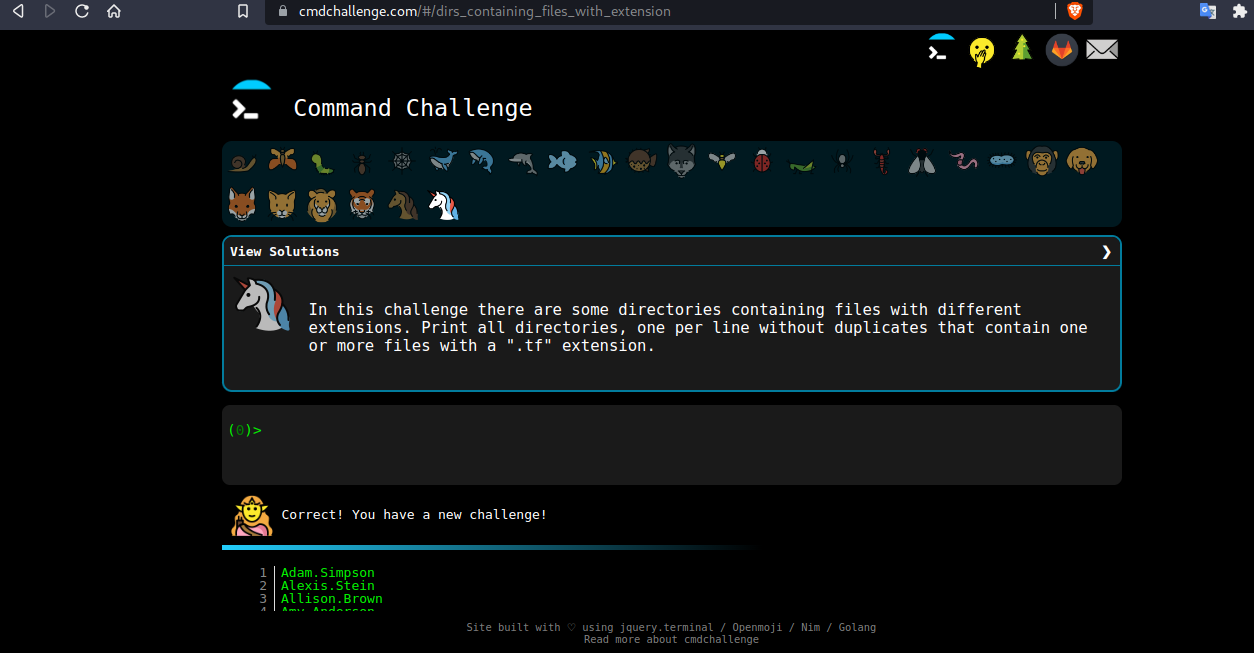 cmdchallenge.com/#/dirs_containing_files_with_extension
Command Challenge
View Solutions
In this challenge there are some directories containing files with different
extensions. Print all directories, one per line without duplicates that contain one
or more files with a ".tf" extension.
(0)>
Correct! You have a new challenge!
1 Adam.Simpson
2 Alexis.Stein
3 Allison.Brown
4 Amy.Anderson
Site built with ♡ using jquery.terminal / Openmoji / Nim / Golang
Read more about cmdchallenge